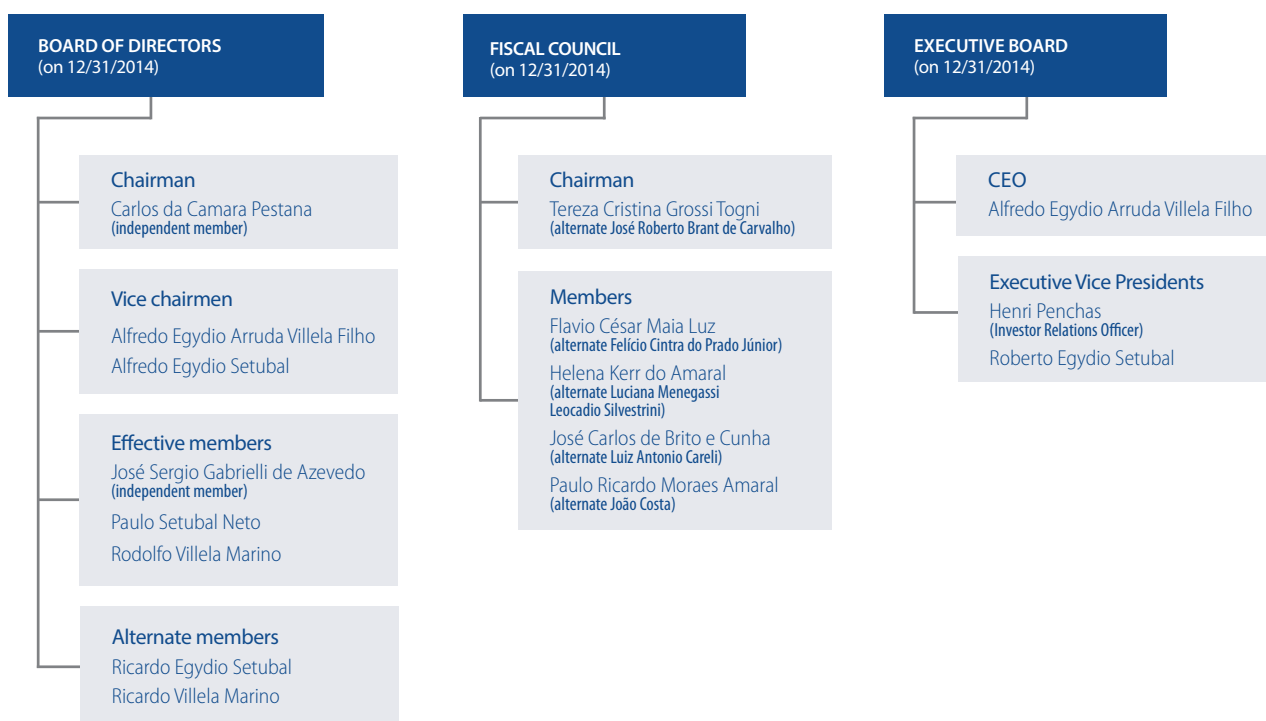 BOARD OF DIRECTORS
(on 12/31/2014)
Chairman
Carlos da Camara Pestana
(independent member)
Vice chairmen
Alfredo Egydio Arruda Villela Filho
Alfredo Egydio Setubal
Effective members
José Sergio Gabrielli de Azevedo
(independent member)
Paulo Setubal Neto
Rodolfo Villela Marino
Alternate members
Ricardo Egydio Setubal
Ricardo Villela Marino
FISCAL COUNCIL
(on 12/31/2014)
Chairman
Tereza Cristina Grossi Togni
(alternate José Roberto Brant de Carvalho)
Members
Flavio César Maia Luz
(alternate Felício Cintra do Prado Júnior)
Helena Kerr do Amaral
(alternate Luciana Menegassi
Leocadio Silvestrini)
José Carlos de Brito e Cunha
(alternate Luiz Antonio Careli)
Paulo Ricardo Moraes Amaral
(alternate João Costa)
EXECUTIVE BOARD
(on 12/31/2014)
CEO
Alfredo Egydio Arruda Villela Filho
Executive Vice Presidents
Henri Penchas
(Investor Relations Officer)
Roberto Egydio Setubal